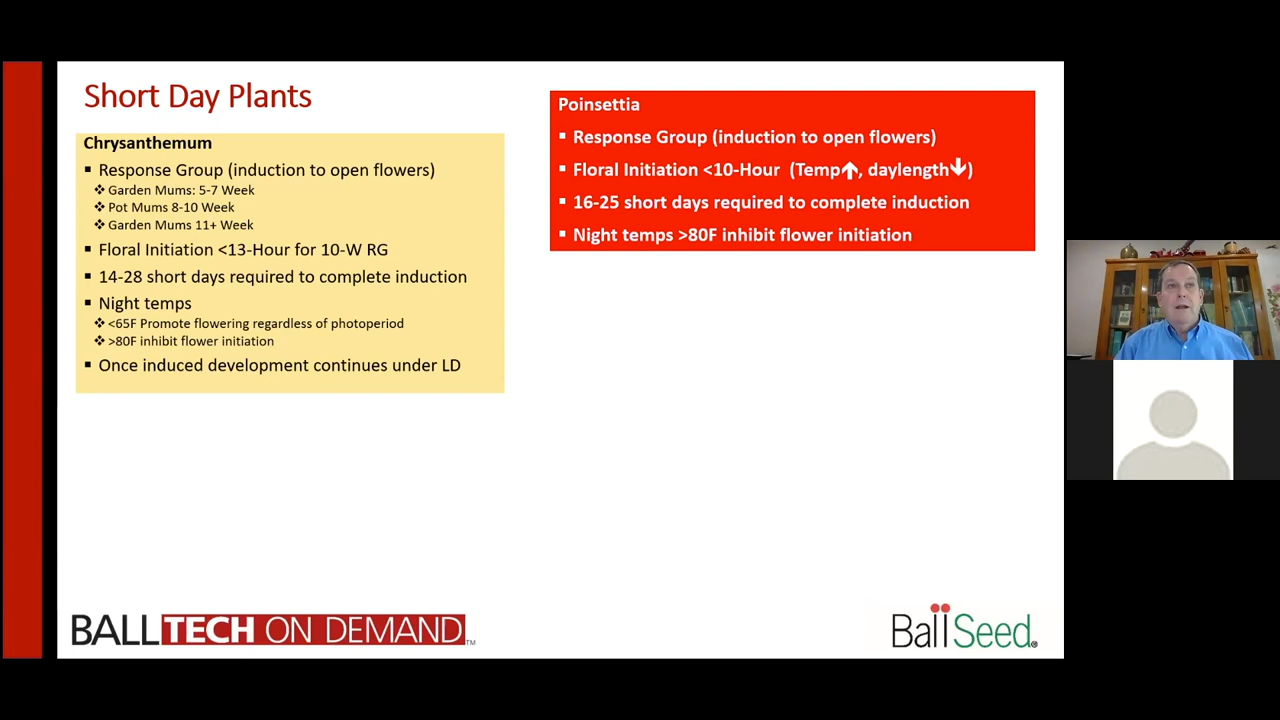 Short Day Plants
Chrysanthemum
▪ Response Group (induction to open flowers)
❖ Garden Mums: 5-7 Week
❖ Pot Mums 8-10 Week
❖ Garden Mums 11+ Week
▪ Floral Initiation <13-Hour for 10-W RG
▪ 14-28 short days required to complete induction
▪ Night temps
❖ <65F Promote flowering regardless of photoperiod
❖ >80F inhibit flower initiation
▪ Once induced development continues under LD
Poinsettia
▪ Response Group (induction to open flowers)
▪ Floral Initiation <10-Hour (Temp🡹, daylength🡻)
▪ 16-25 short days required to complete induction
▪ Night temps >80F inhibit flower initiation
BALLTECH ON DEMAND™
Ball Seed®